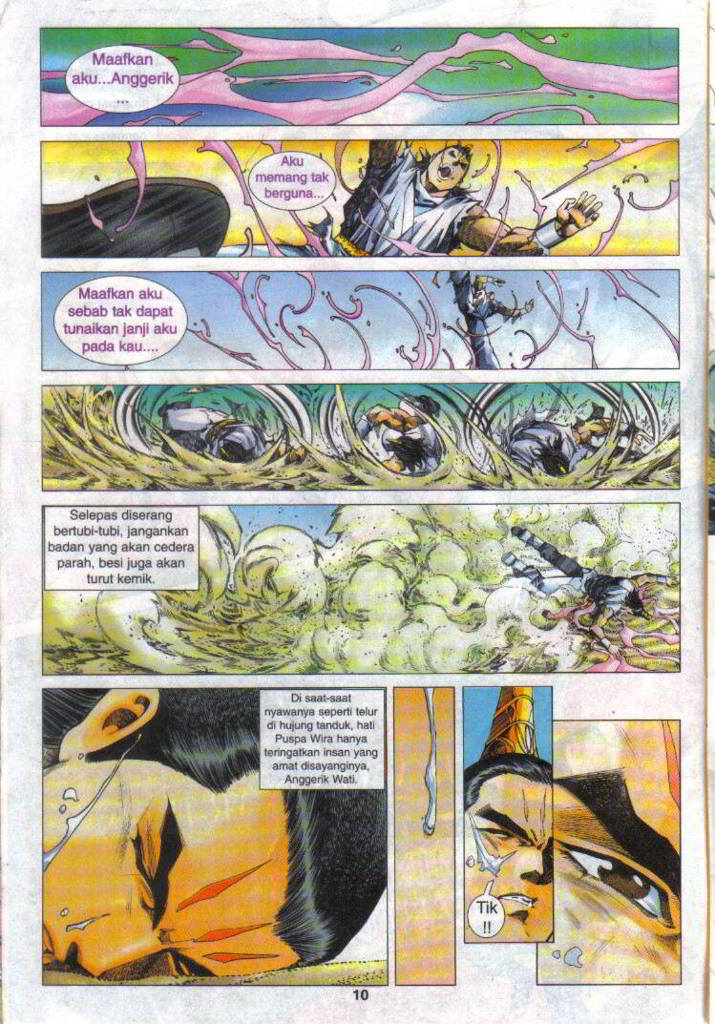 Maafkan
aku...Anggerik
...
Aku
memang tak
berguna...
Maafkan aku
sebab tak dapat
tunaikan janji aku
pada kau....
Selepas diserang
bertubi-tubi, jangankan
badan yang akan cedera
parah, besi juga akan
turut kemik.
Di saat-saat
nyawanya seperti telur
di hujung tanduk, hati
Puspa Wira hanya
teringatkan insan yang
amat disayanginya,
Anggerik Wati.
Tik
!!
10